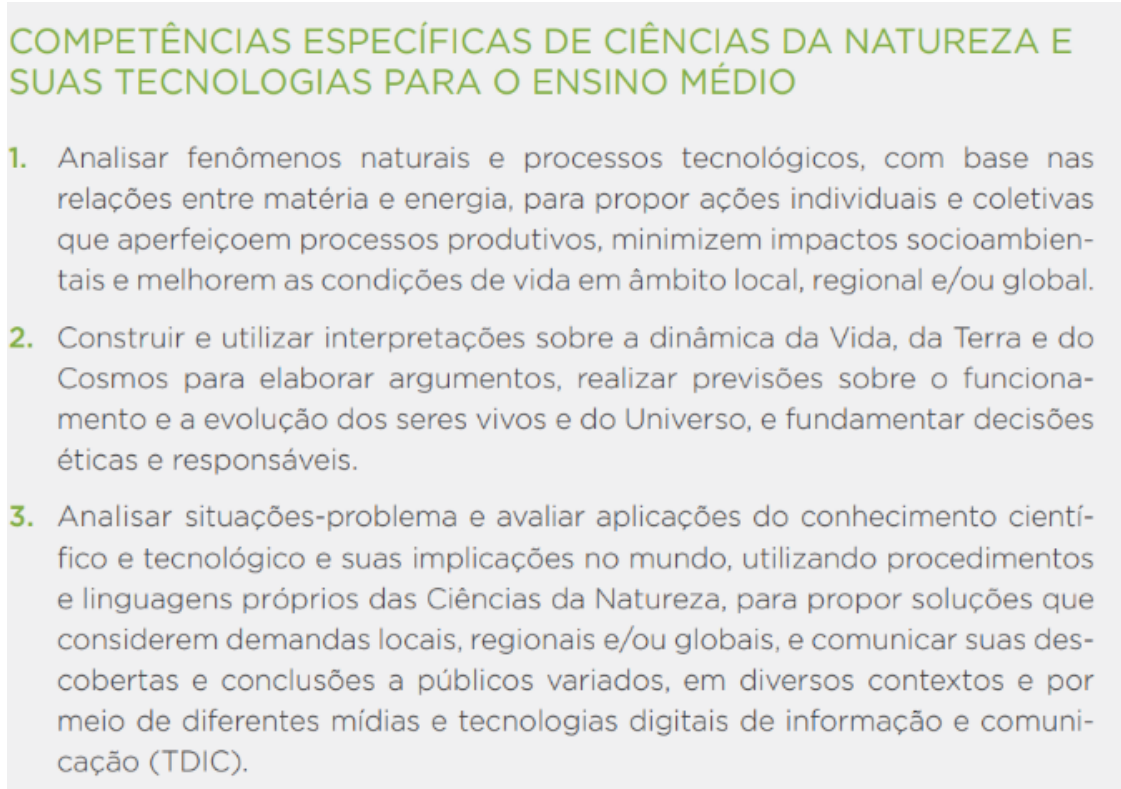 COMPETÊNCIAS ESPECÍFICAS DE CIÊNCIAS DA NATUREZA E
SUAS TECNOLOGIAS PARA O ENSINO MÉDIO
1. Analisar fenômenos naturais e processos tecnológicos, com base nas
relações entre matéria e energia, para propor ações individuais e coletivas
que aperfeiçoem processos produtivos, minimizem impactos socioambien-
tais e melhorem as condições de vida em âmbito local, regional e/ou global.
2. Construir e utilizar interpretações sobre a dinâmica da Vida, da Terra e do
Cosmos para elaborar argumentos, realizar previsões sobre o funciona-
mento e a evolução dos seres vivos e do Universo, e fundamentar decisões
éticas e responsáveis.
3. Analisar situações-problema e avaliar aplicações do conhecimento cientí-
fico e tecnológico e suas implicações no mundo, utilizando procedimentos
e linguagens próprios das Ciências da Natureza, para propor soluções que
considerem demandas locais, regionais e/ou globais, e comunicar suas des-
cobertas e conclusões a públicos variados, em diversos contextos e por
meio de diferentes mídias e tecnologias digitais de informação e comuni-
cação (TDIC).